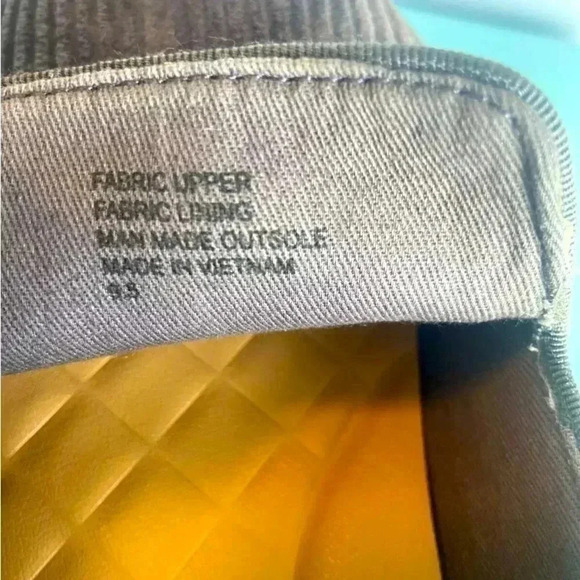 FABRIC UPPER
FABRIC LINING
MAN MADE OUTSOLE
MADE IN VIETNAM
9.5